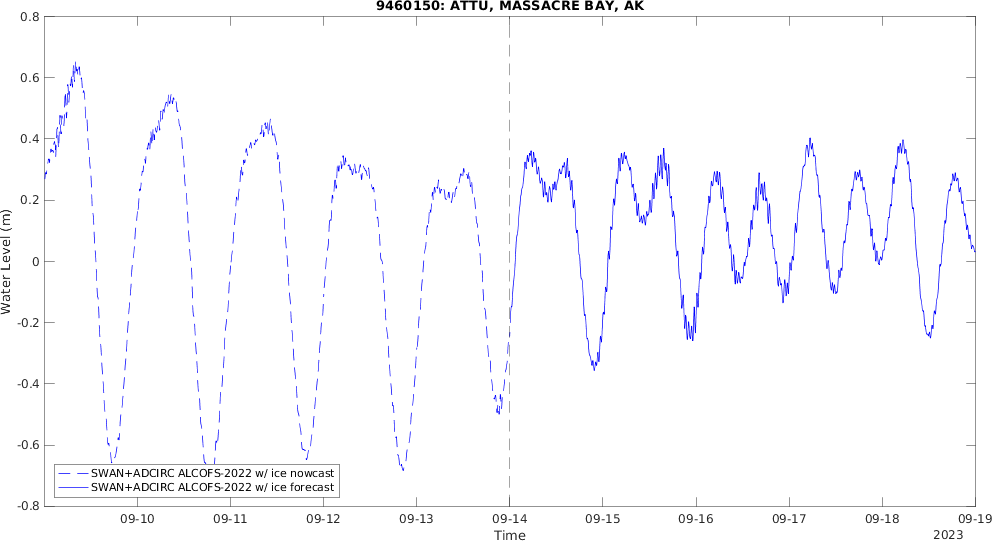 9460150: ATTU, MASSACRE BAY, AK
0.8
0.6
0.4
0.2
0
-0.2
-0.4
-0.6
-0.8
Water Level (m)
SWAN+ADCIRC ALCOFS-2022 w/ ice nowcast
SWAN+ADCIRC ALCOFS-2022 w/ ice forecast
09-10 09-11 09-12 09-13 09-14 09-15 09-16 09-17 09-18 09-19
Time
2023